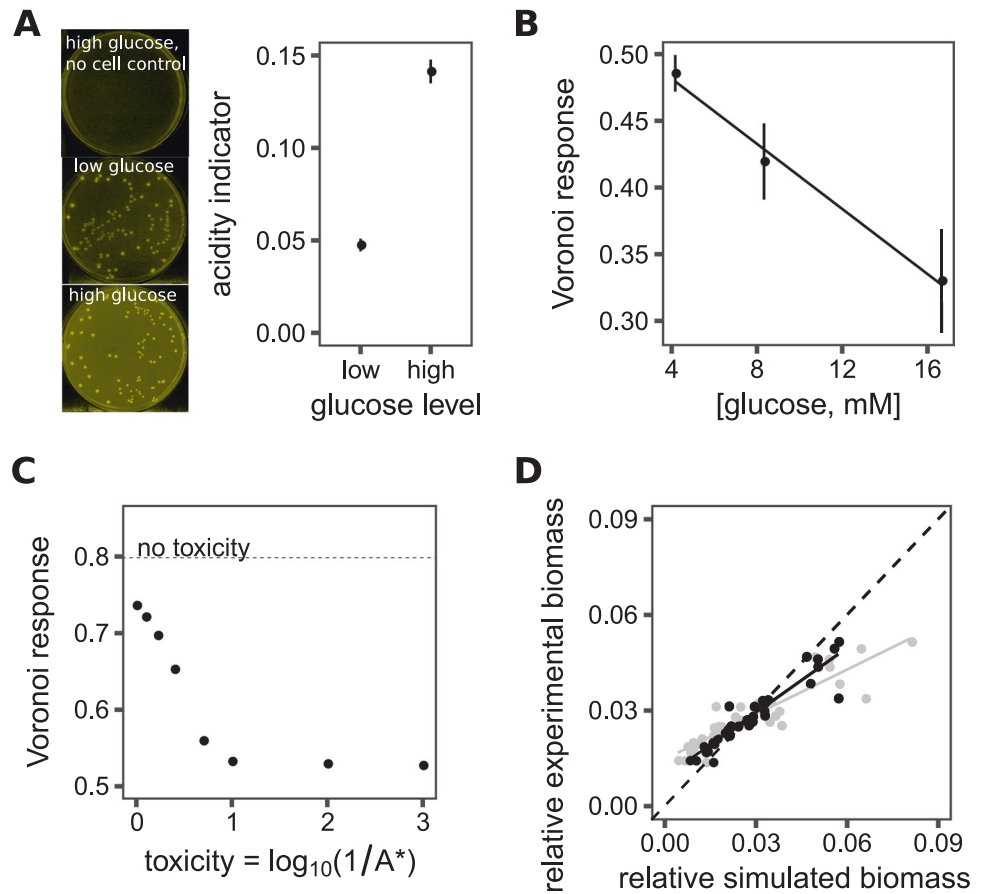 A
high glucose,
no cell control
low glucose
high glucose
acidity indicator
0.15
0.10
0.05
0.00
low
high
glucose level
B
Voronoi response
0.50
0.45
0.40
0.35
0.30
4
8
12
16
[glucose, mM]
C
Voronoi response
0.8
0.7
0.6
0.5
no toxicity
0
1
2
3
toxicity = log₁₀(1/A*)
D
relative experimental biomass
0.09
0.06
0.03
0.00
0.00
0.03
0.06
0.09
relative simulated biomass